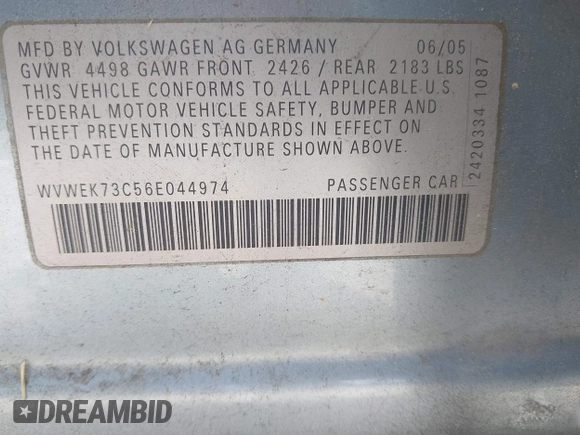 MFD BY VOLKSWAGEN AG GERMANY 06/05
GVWR 4498 GAWR FRONT 2426 / REAR 2183 LBS
THIS VEHICLE CONFORMS TO ALL APPLICABLE U.S.
FEDERAL MOTOR VEHICLE SAFETY, BUMPER AND
THEFT PREVENTION STANDARDS IN EFFECT ON
THE DATE OF MANUFACTURE SHOWN ABOVE.
WVWEK73C56E044974 PASSENGER CAR
2420334 1087
DREAMBID